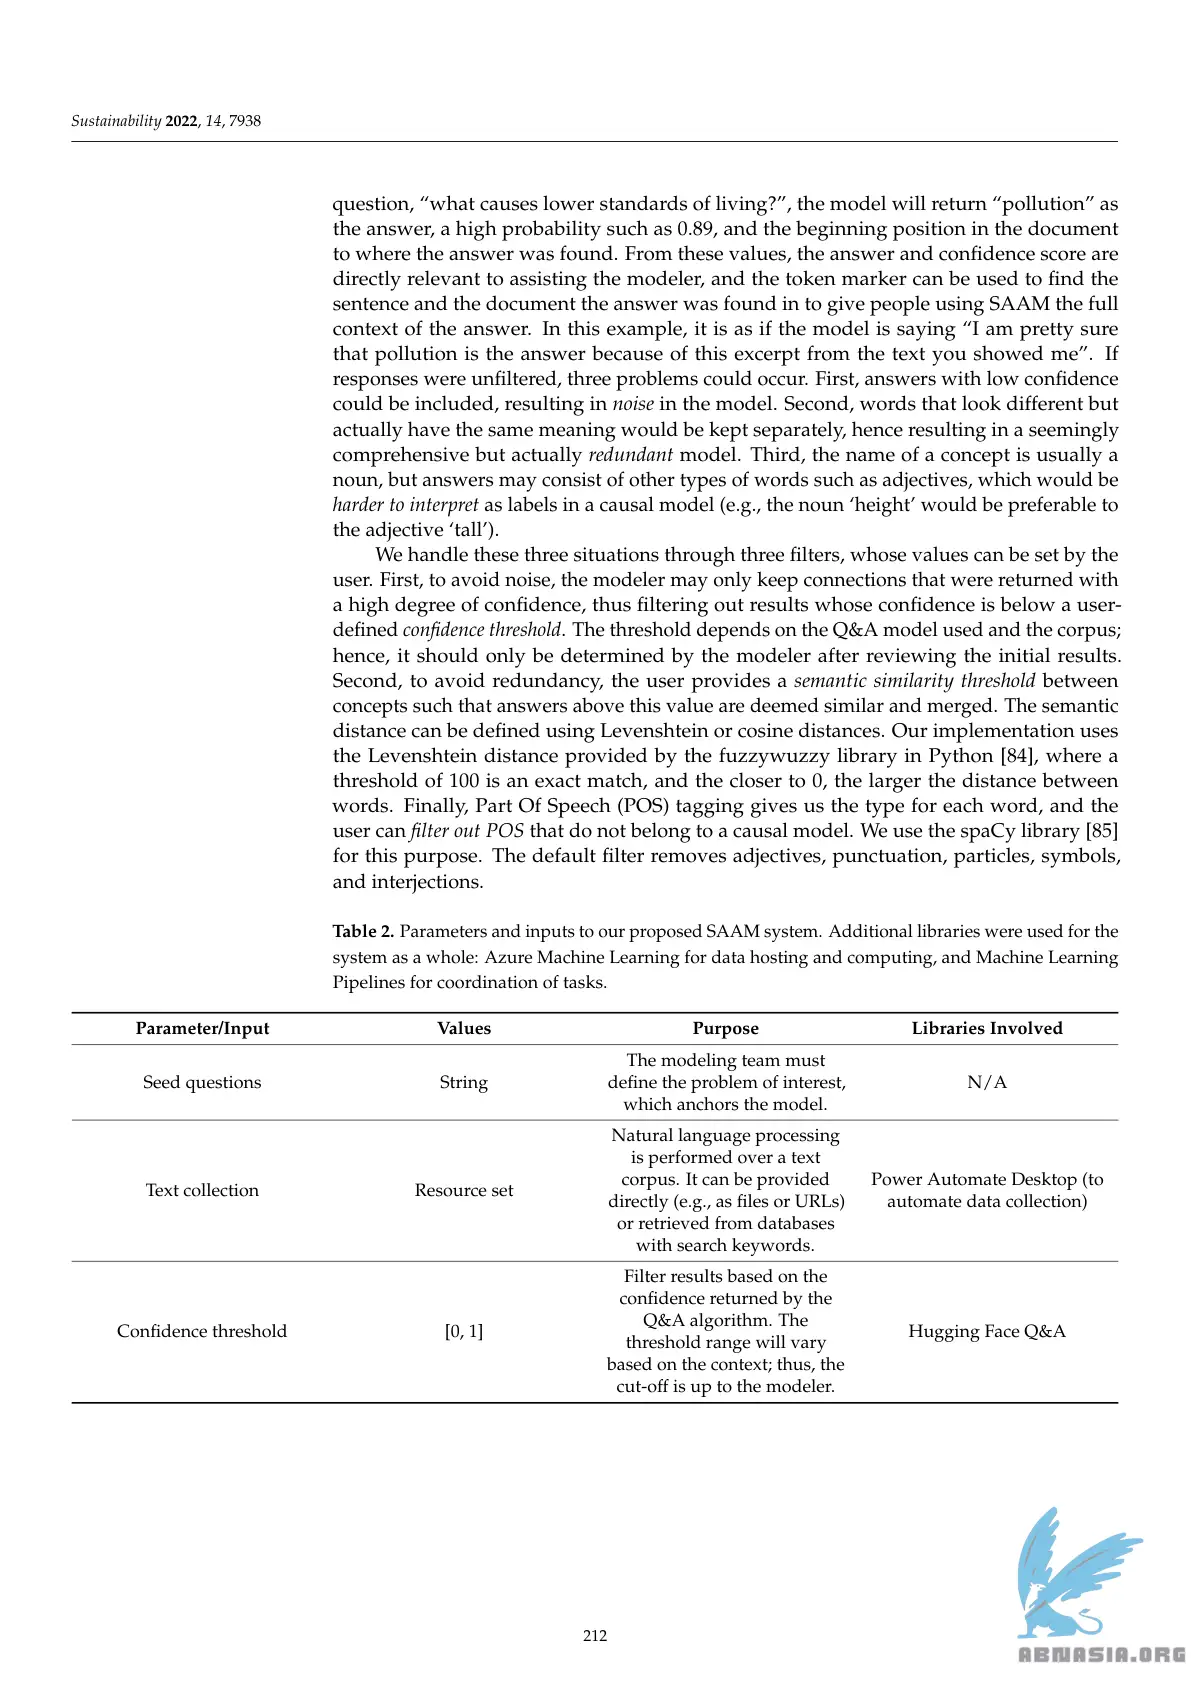 Sustainability 2022, 14, 7938
question, “what causes lower standards of living?”, the model will return “pollution” as
the answer, a high probability such as 0.89, and the beginning position in the document
to where the answer was found. From these values, the answer and confidence score are
directly relevant to assisting the modeler, and the token marker can be used to find the
sentence and the document the answer was found in to give people using SAAM the full
context of the answer. In this example, it is as if the model is saying “I am pretty sure
that pollution is the answer because of this excerpt from the text you showed me”. If
responses were unfiltered, three problems could occur. First, answers with low confidence
could be included, resulting in noise in the model. Second, words that look different but
actually have the same meaning would be kept separately, hence resulting in a seemingly
comprehensive but actually redundant model. Third, the name of a concept is usually a
noun, but answers may consist of other types of words such as adjectives, which would be
harder to interpret as labels in a causal model (e.g., the noun ‘height’ would be preferable to
the adjective ‘tall’).
We handle these three situations through three filters, whose values can be set by the
user. First, to avoid noise, the modeler may only keep connections that were returned with
a high degree of confidence, thus filtering out results whose confidence is below a user-
defined confidence threshold. The threshold depends on the Q&A model used and the corpus;
hence, it should only be determined by the modeler after reviewing the initial results.
Second, to avoid redundancy, the user provides a semantic similarity threshold between
concepts such that answers above this value are deemed similar and merged. The semantic
distance can be defined using Levenshtein or cosine distances. Our implementation uses
the Levenshtein distance provided by the fuzzywuzzy library in Python [84], where a
threshold of 100 is an exact match, and the closer to 0, the larger the distance between
words. Finally, Part Of Speech (POS) tagging gives us the type for each word, and the
user can filter out POS that do not belong to a causal model. We use the spaCy library [85]
for this purpose. The default filter removes adjectives, punctuation, particles, symbols,
and interjections.
Table 2. Parameters and inputs to our proposed SAAM system. Additional libraries were used for the
system as a whole: Azure Machine Learning for data hosting and computing, and Machine Learning
Pipelines for coordination of tasks.
Parameter/Input Values Purpose Libraries Involved
The modeling team must
Seed questions String define the problem of interest, N/A
which anchors the model.
Natural language processing
is performed over a text
corpus. It can be provided Power Automate Desktop (to
Text collection Resource set directly (e.g., as files or URLs) automate data collection)
or retrieved from databases
with search keywords.
Filter results based on the
confidence returned by the
Q&A algorithm. The
Confidence threshold [0, 1] threshold range will vary Hugging Face Q&A
based on the context; thus, the
cut-off is up to the modeler.
212
ABNASIA.ORG